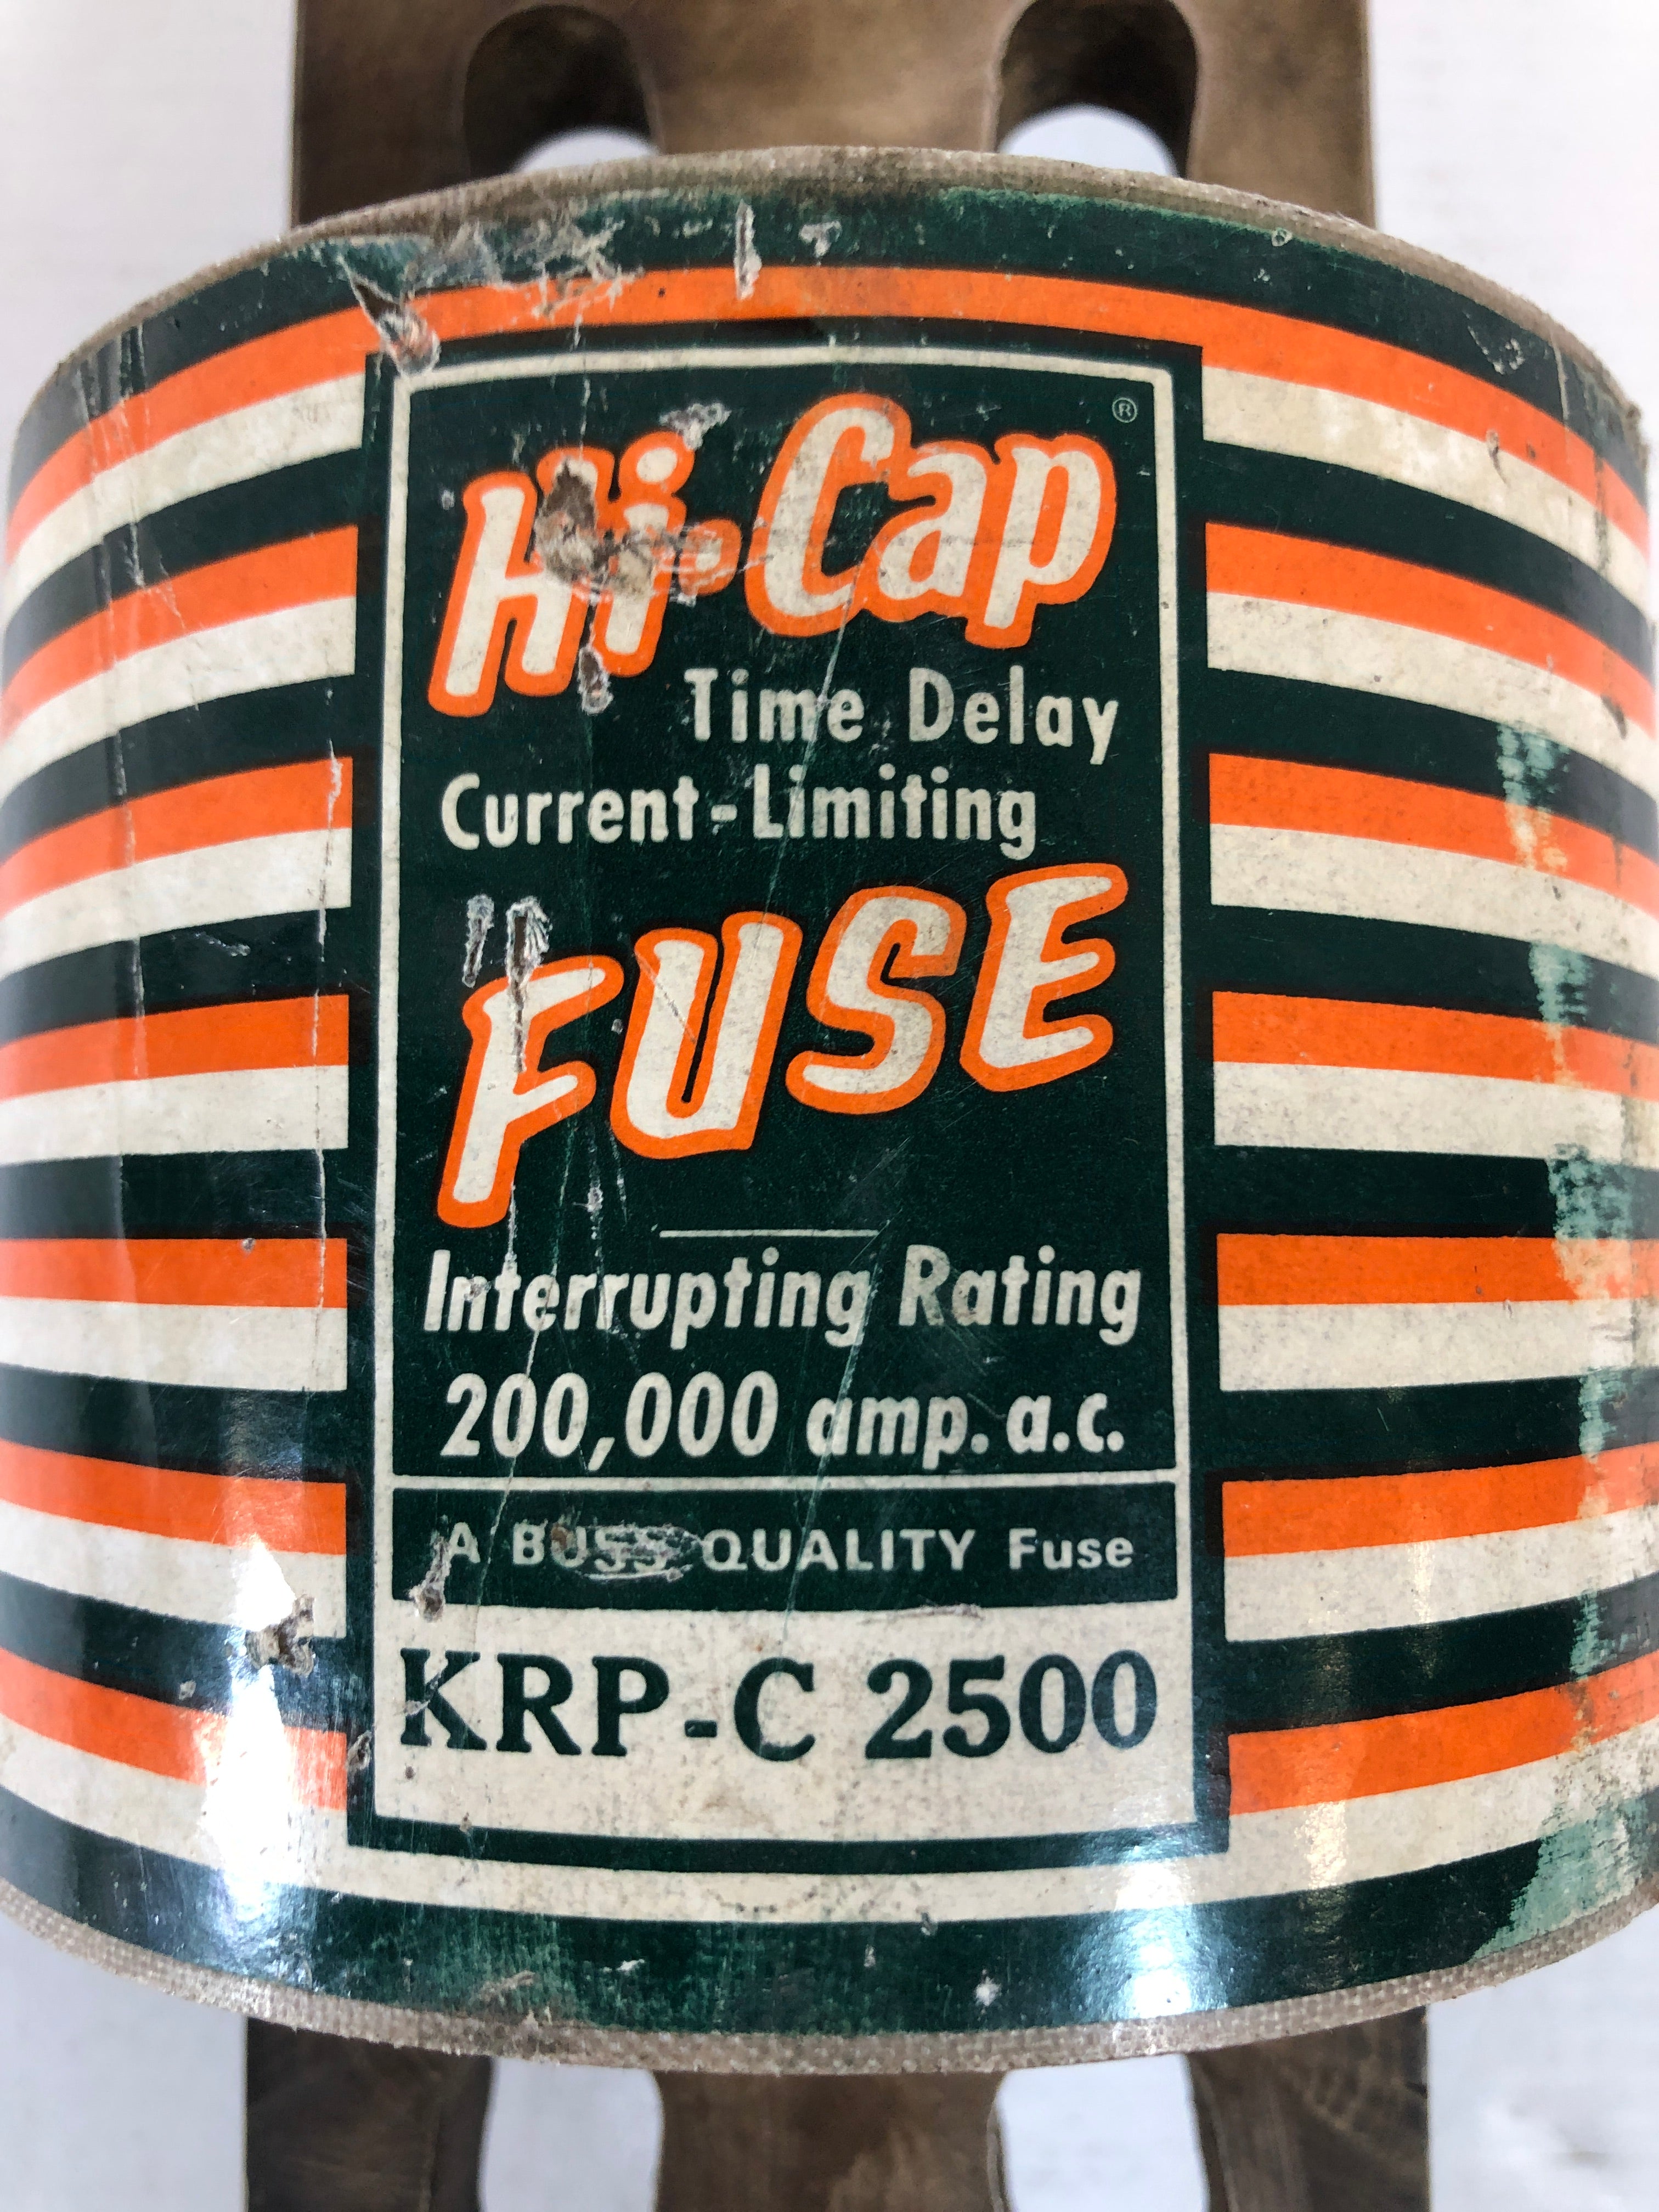 Hi-Cap ®
Time Delay
Current-Limiting
FUSE
Interrupting Rating
200,000 amp. a.c.
A BUSS QUALITY Fuse
KRP-C 2500